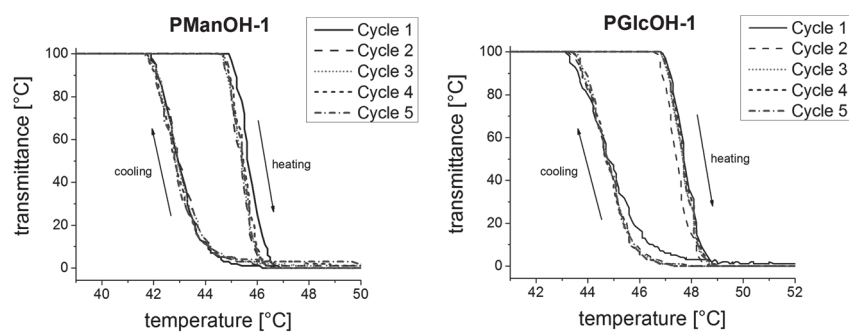 PManOH-1
Cycle 1
Cycle 2
Cycle 3
Cycle 4
Cycle 5
transmittance [°C]
100
80
60
40
20
0
cooling
heating
40 42 44 46 48 50
temperature [°C]
PGlcOH-1
Cycle 1
Cycle 2
Cycle 3
Cycle 4
Cycle 5
transmittance [°C]
100
80
60
40
20
0
cooling
heating
42 44 46 48 50 52
temperature [°C]